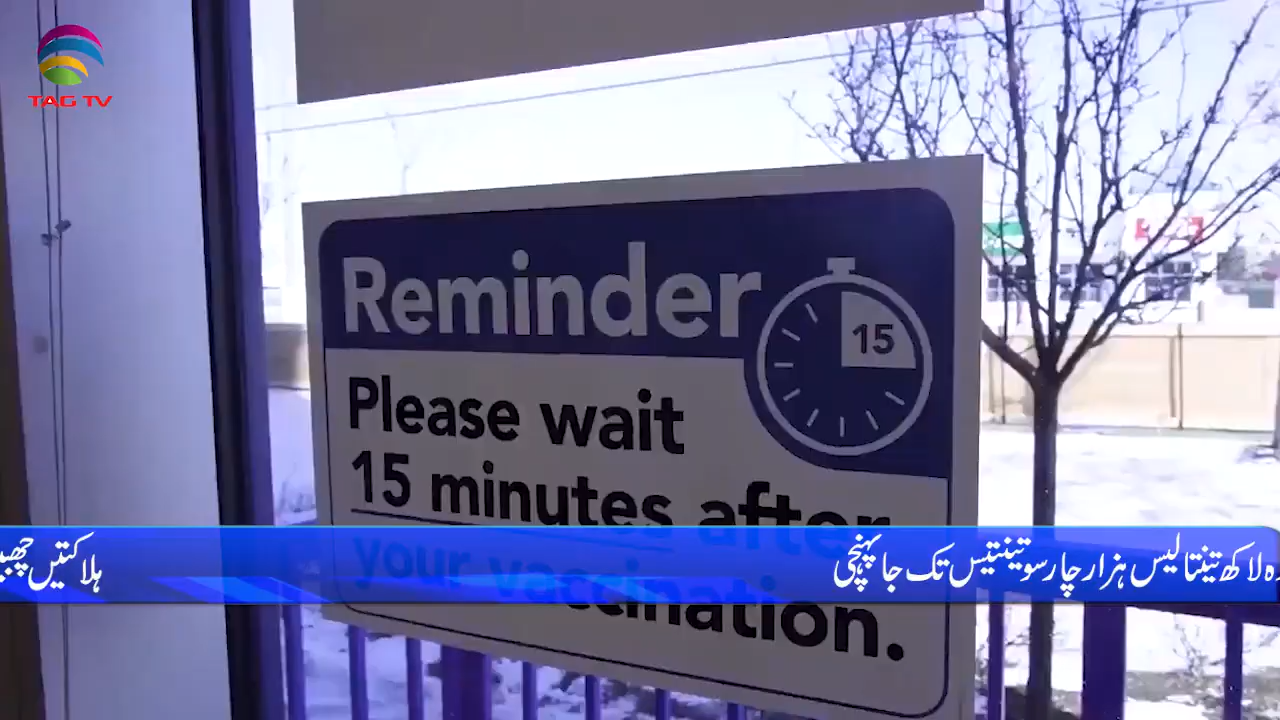 TAG TV
Reminder
15
Please wait
15 minutes after
your vaccination.
لاکھ تینتالیس ہزار چار سو تینتیس تک جا پہنچی
ہلاکتیں